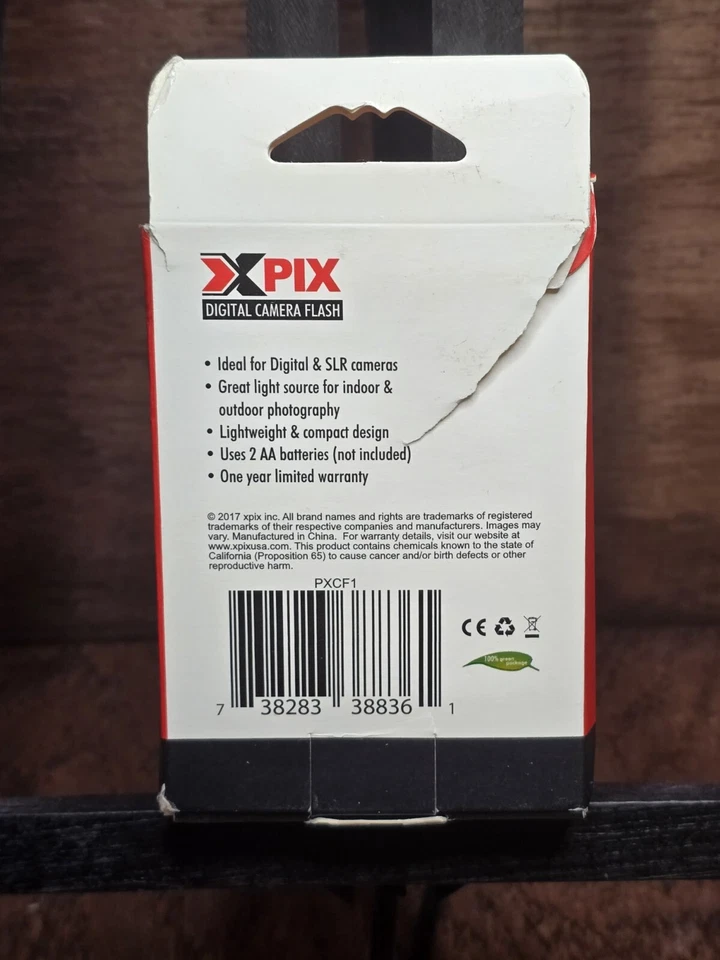 XPIX
DIGITAL CAMERA FLASH
• Ideal for Digital & SLR cameras
• Great light source for indoor &
outdoor photography
• Lightweight & compact design
• Uses 2 AA batteries (not included)
• One year limited warranty
© 2017 xpix inc. All brand names and rights are trademarks of registered
trademarks of their respective companies and manufacturers. Images may
vary. Manufactured in China. For warranty details, visit our website at
www.xpixusa.com. This product contains chemicals known to the state of
California (Proposition 65) to cause cancer and/or birth defects or other
reproductive harm.
PXCF1
CE
100% green
package
7 38283 38836 1